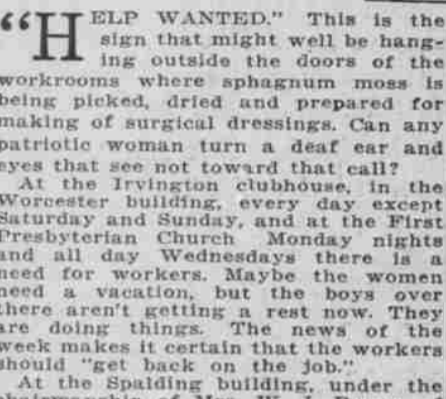 "HELP WANTED." This is the
sign that might well be hang-
ing outside the doors of the
workrooms where sphagnum moss is
being picked, dried and prepared for
making of surgical dressings. Can any
patriotic woman turn a deaf ear and
eyes that see not toward that call?
At the Irvington clubhouse, in the
Worcester building, every day except
Saturday and Sunday, and at the First
Presbyterian Church Monday nights
and all day Wednesdays there is a
need for workers. Maybe the women
need a vacation, but the boys over
there aren't getting a rest now. They
are doing things. The news of the
week makes it certain that the workers
should "get back on the job."
At the Spalding building, under the